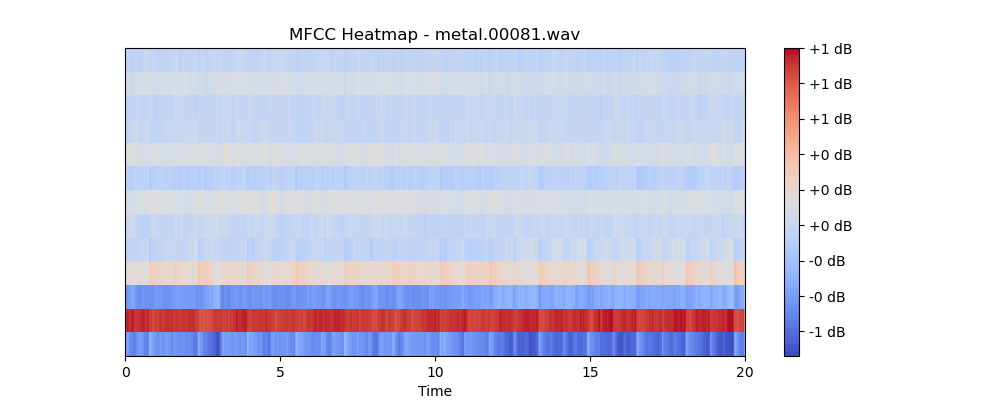 MFCC Heatmap - metal.00081.wav
+1 dB
+1 dB
+1 dB
+0 dB
+0 dB
+0 dB
-0 dB
-0 dB
-1 dB
0 5 10 15 20
Time